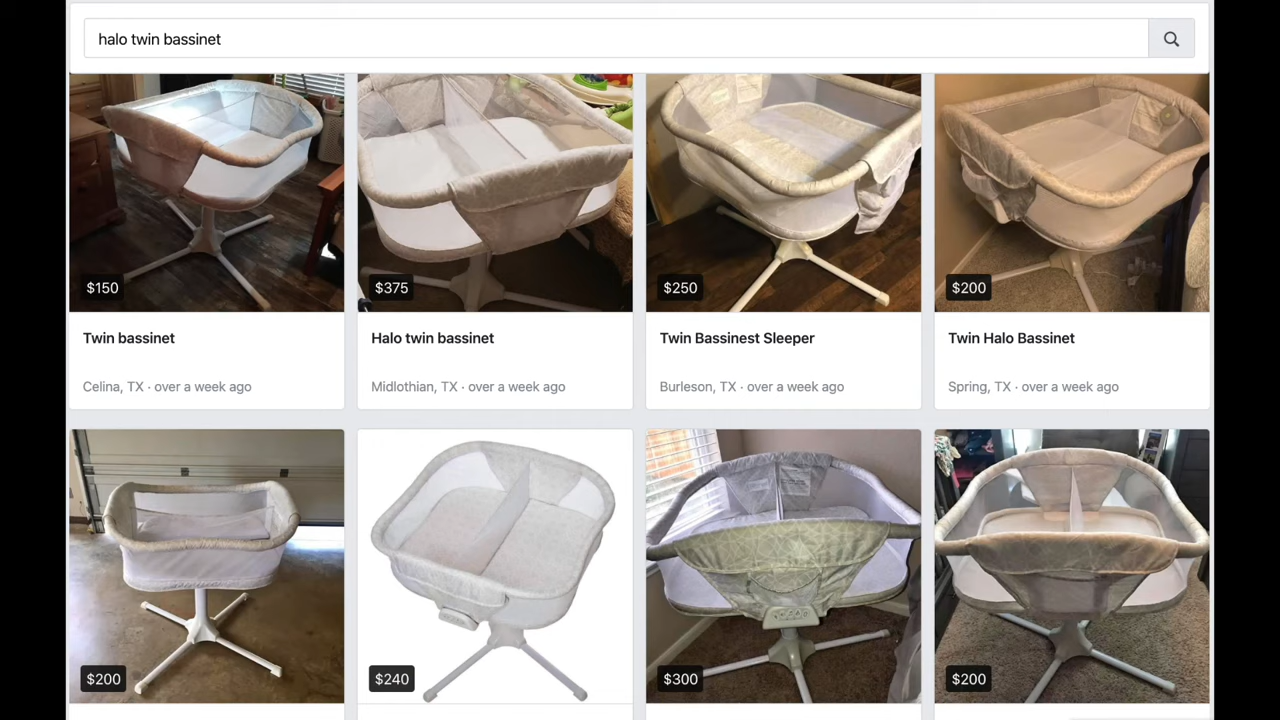 halo twin bassinet
$150
$375
$250
$200
Twin bassinet
Halo twin bassinet
Twin Bassinest Sleeper
Twin Halo Bassinet
Celina, TX · over a week ago
Midlothian, TX · over a week ago
Burleson, TX · over a week ago
Spring, TX · over a week ago
$200
$240
$300
$200